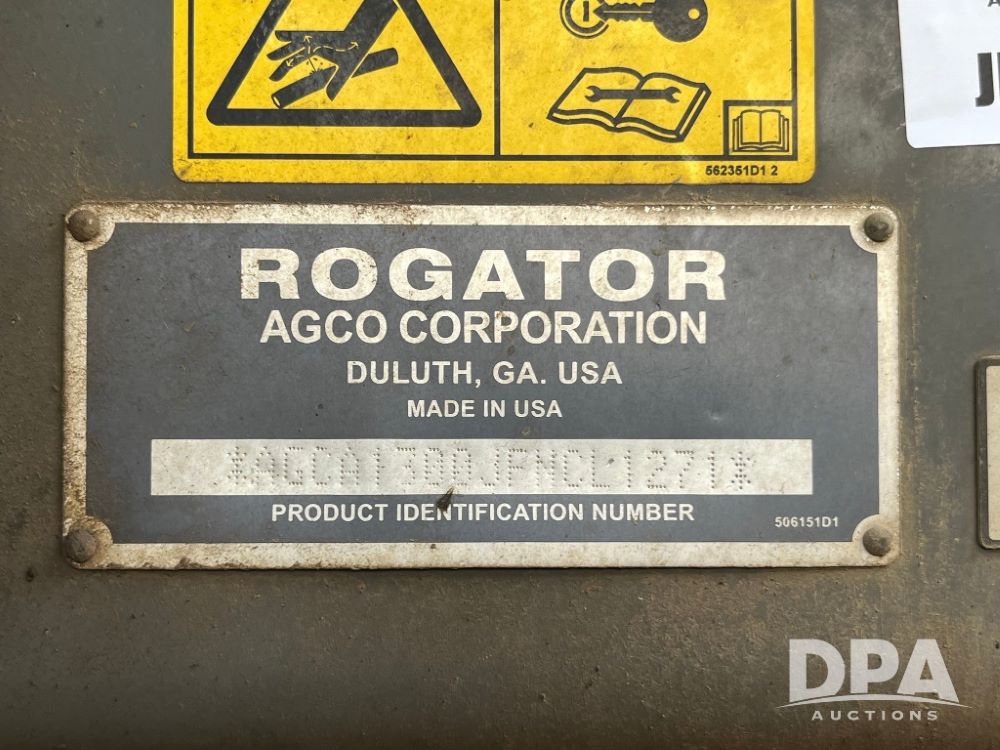 562351D1 2
ROGATOR
AGCO CORPORATION
DULUTH, GA. USA
MADE IN USA
*AGCA1300JFNCL1271*
PRODUCT IDENTIFICATION NUMBER
506151D1
DPA
AUCTIONS